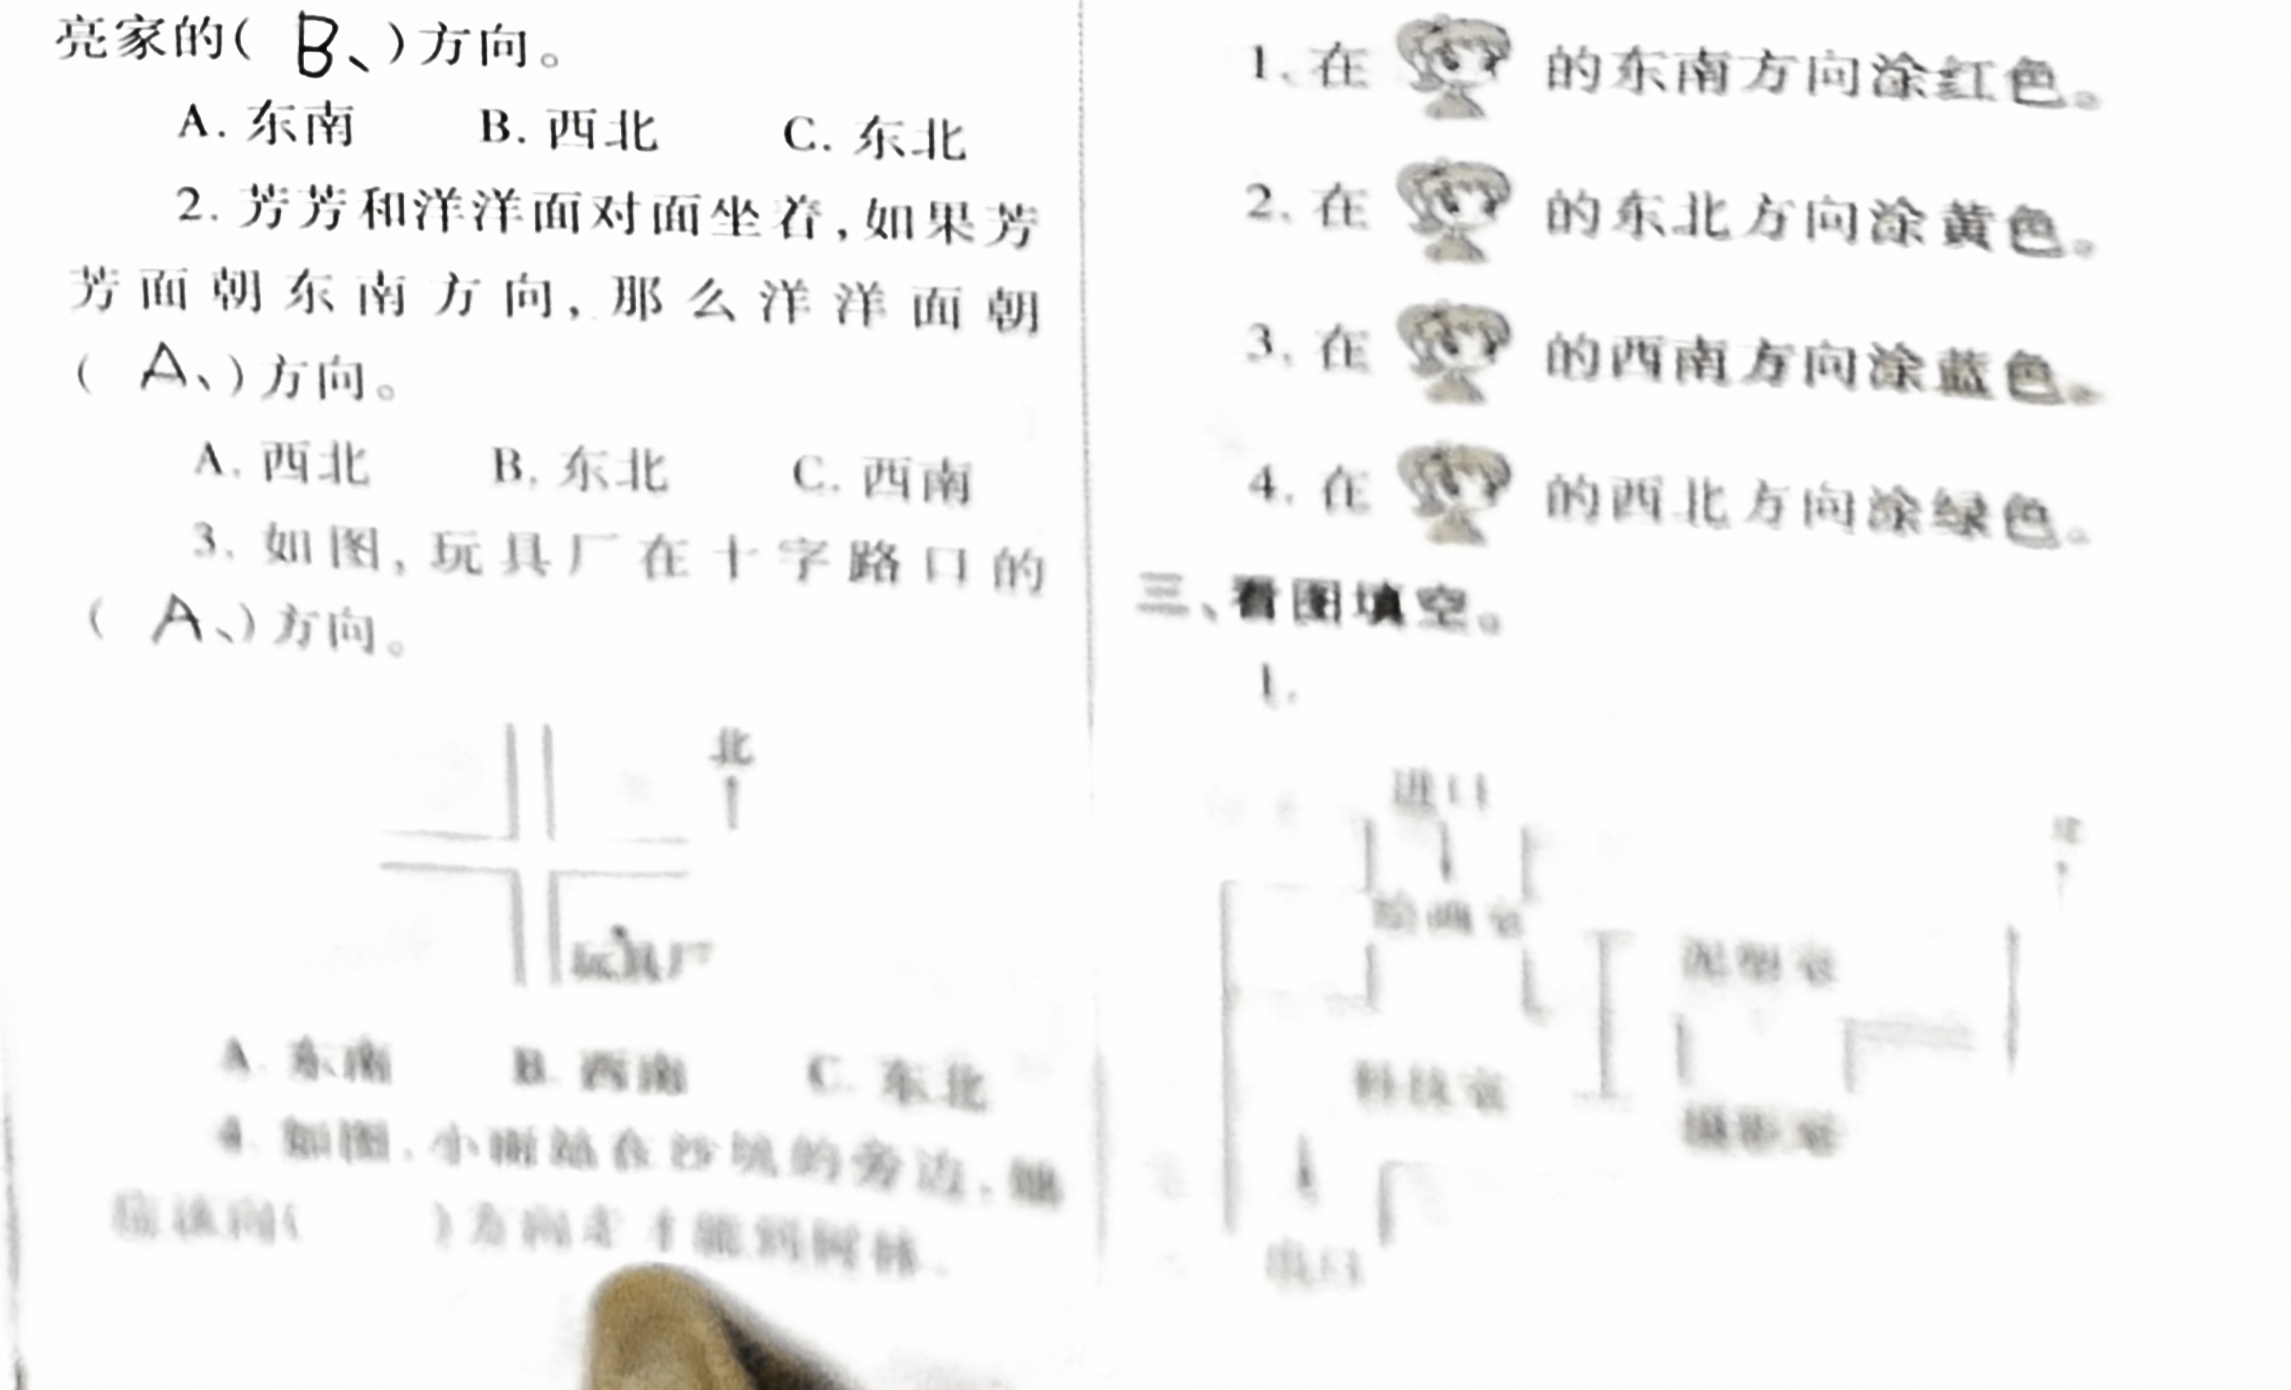 亮家的( B、)方向。
A. 东南 B. 西北 C. 东北
2. 芳芳和洋洋面对面坐着,如果芳
芳面朝东南方向,那么洋洋面朝
( A、)方向。
A. 西北 B. 东北 C. 西南
3. 如图,玩具厂在十字路口的
( A、)方向。
北
玩具厂
A. 东南 B. 西南 C. 东北
4. 如图,小丽站在沙坑的旁边,她
应该向( )方向走才能到树林。
1、在 的东南方向涂红色。
2、在 的东北方向涂黄色。
3、在 的西南方向涂蓝色。
4、在 的西北方向涂绿色。
三、看图填空。
1.
进口
北
绘画室
泥塑室
科技室
摄影室
出口